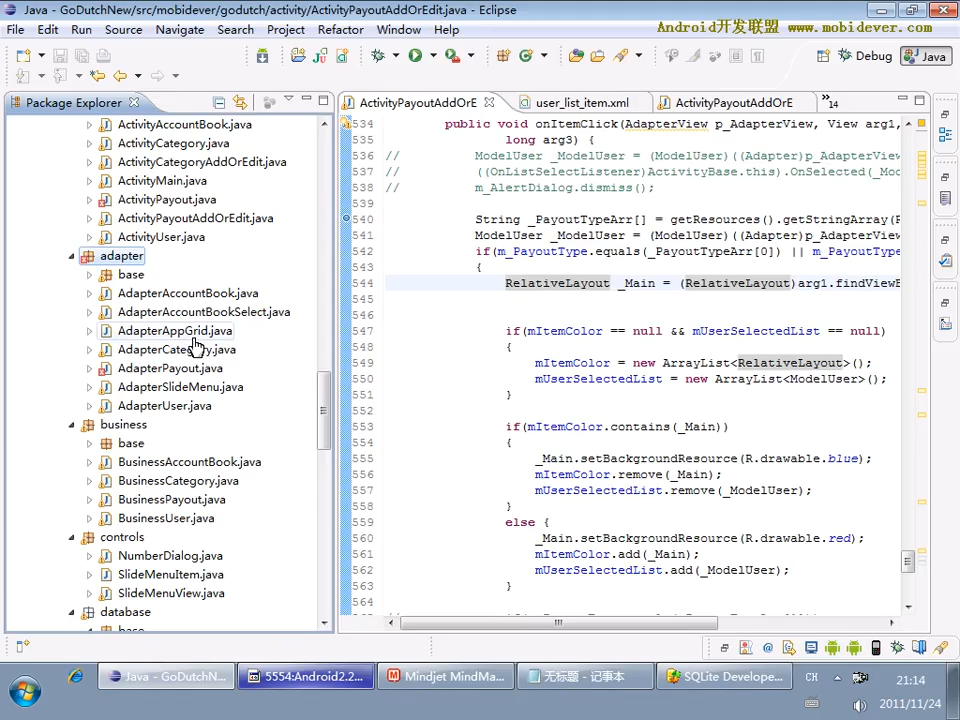 Java - GoDutchNew/src/mobidever/godutch/activity/ActivityPayoutAddOrEdit.java - Eclipse
File Edit Run Source Navigate Search Project Refactor Window Help
Android开发联盟 www.mobidever.com
Debug Java
Package Explorer
ActivityPayoutAddOrE
user_list_item.xml
ActivityPayoutAddOrE
»14
ActivityAccountBook.java
ActivityCategory.java
ActivityCategoryAddOrEdit.java
ActivityMain.java
ActivityPayout.java
ActivityPayoutAddOrEdit.java
ActivityUser.java
adapter
base
AdapterAccountBook.java
AdapterAccountBookSelect.java
AdapterAppGrid.java
AdapterCategory.java
AdapterPayout.java
AdapterSlideMenu.java
AdapterUser.java
business
base
BusinessAccountBook.java
BusinessCategory.java
BusinessPayout.java
BusinessUser.java
controls
NumberDialog.java
SlideMenuItem.java
SlideMenuView.java
database
534 public void onItemClick(AdapterView p_AdapterView, View arg1,
535 long arg3) {
536 // ModelUser _ModelUser = (ModelUser)((Adapter)p_AdapterView
537 // ((OnListSelectListener)ActivityBase.this).OnSelected(_Mo
538 // m_AlertDialog.dismiss();
539
540 String _PayoutTypeArr[] = getResources().getStringArray(R
541 ModelUser _ModelUser = (ModelUser)((Adapter)p_AdapterView
542 if(m_PayoutType.equals(_PayoutTypeArr[0]) || m_PayoutType
543 {
544 RelativeLayout _Main = (RelativeLayout)arg1.findViewB
545
547 if(mItemColor == null && mUserSelectedList == null)
548 {
549 mItemColor = new ArrayList<RelativeLayout>();
550 mUserSelectedList = new ArrayList<ModelUser>();
551 }
552
553 if(mItemColor.contains(_Main))
554 {
555 _Main.setBackgroundResource(R.drawable.blue);
556 mItemColor.remove(_Main);
557 mUserSelectedList.remove(_ModelUser);
558 }
559 else {
560 _Main.setBackgroundResource(R.drawable.red);
561 mItemColor.add(_Main);
562 mUserSelectedList.add(_ModelUser);
563 }
564
Java - GoDutchN...
5554:Android2.2...
Mindjet MindMa...
无标题 - 记事本
SQLite Develope...
CH
21:14
2011/11/24